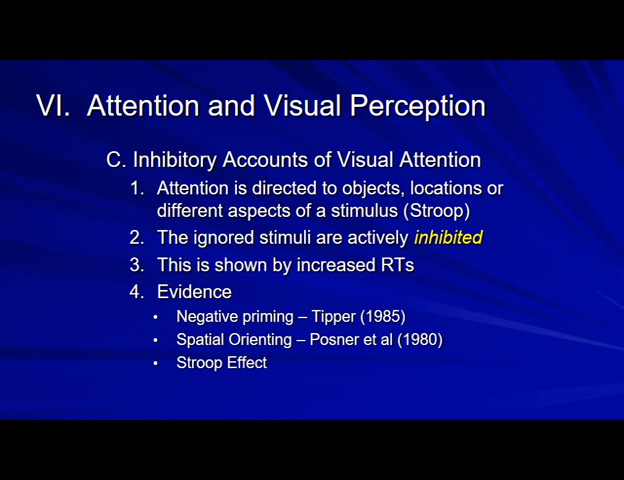 VI. Attention and Visual Perception
C. Inhibitory Accounts of Visual Attention
1. Attention is directed to objects, locations or
different aspects of a stimulus (Stroop)
2. The ignored stimuli are actively inhibited
3. This is shown by increased RTs
4. Evidence
• Negative priming – Tipper (1985)
• Spatial Orienting – Posner et al (1980)
• Stroop Effect